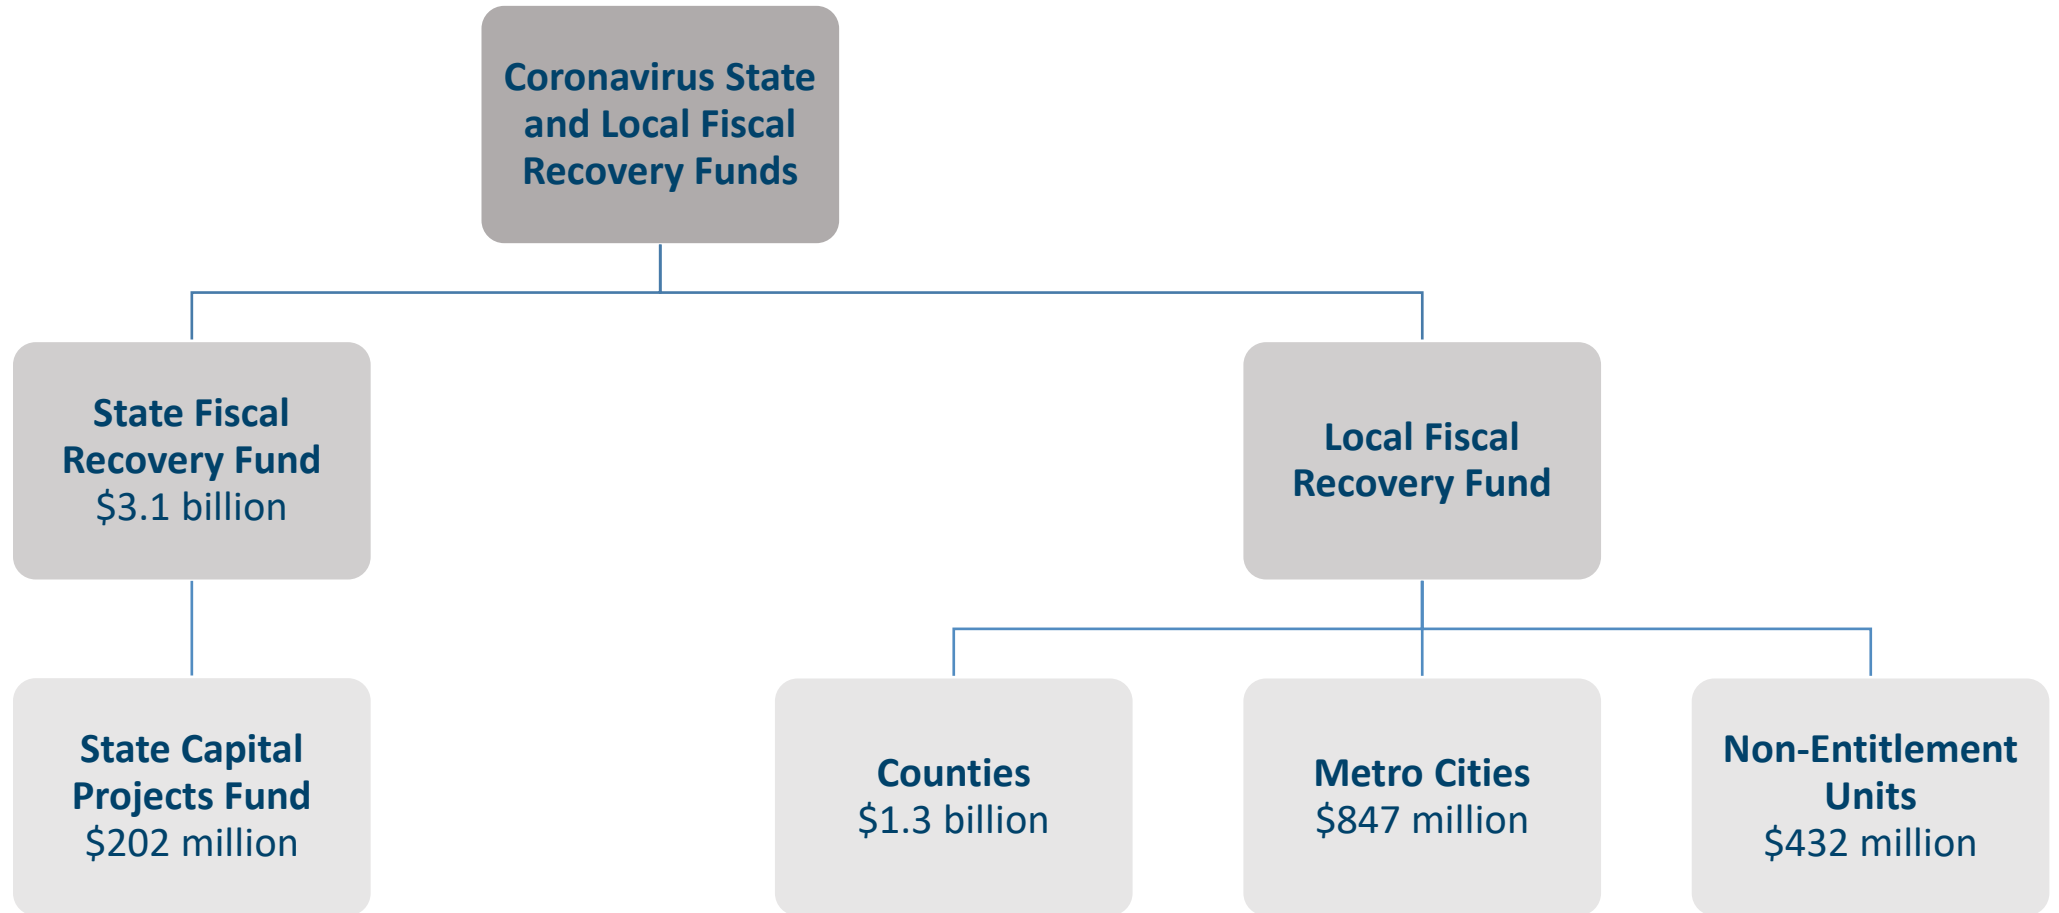 Coronavirus State
and Local Fiscal
Recovery Funds
State Fiscal
Recovery Fund
$3.1 billion
Local Fiscal
Recovery Fund
State Capital
Projects Fund
$202 million
Counties
$1.3 billion
Metro Cities
$847 million
Non-Entitlement
Units
$432 million